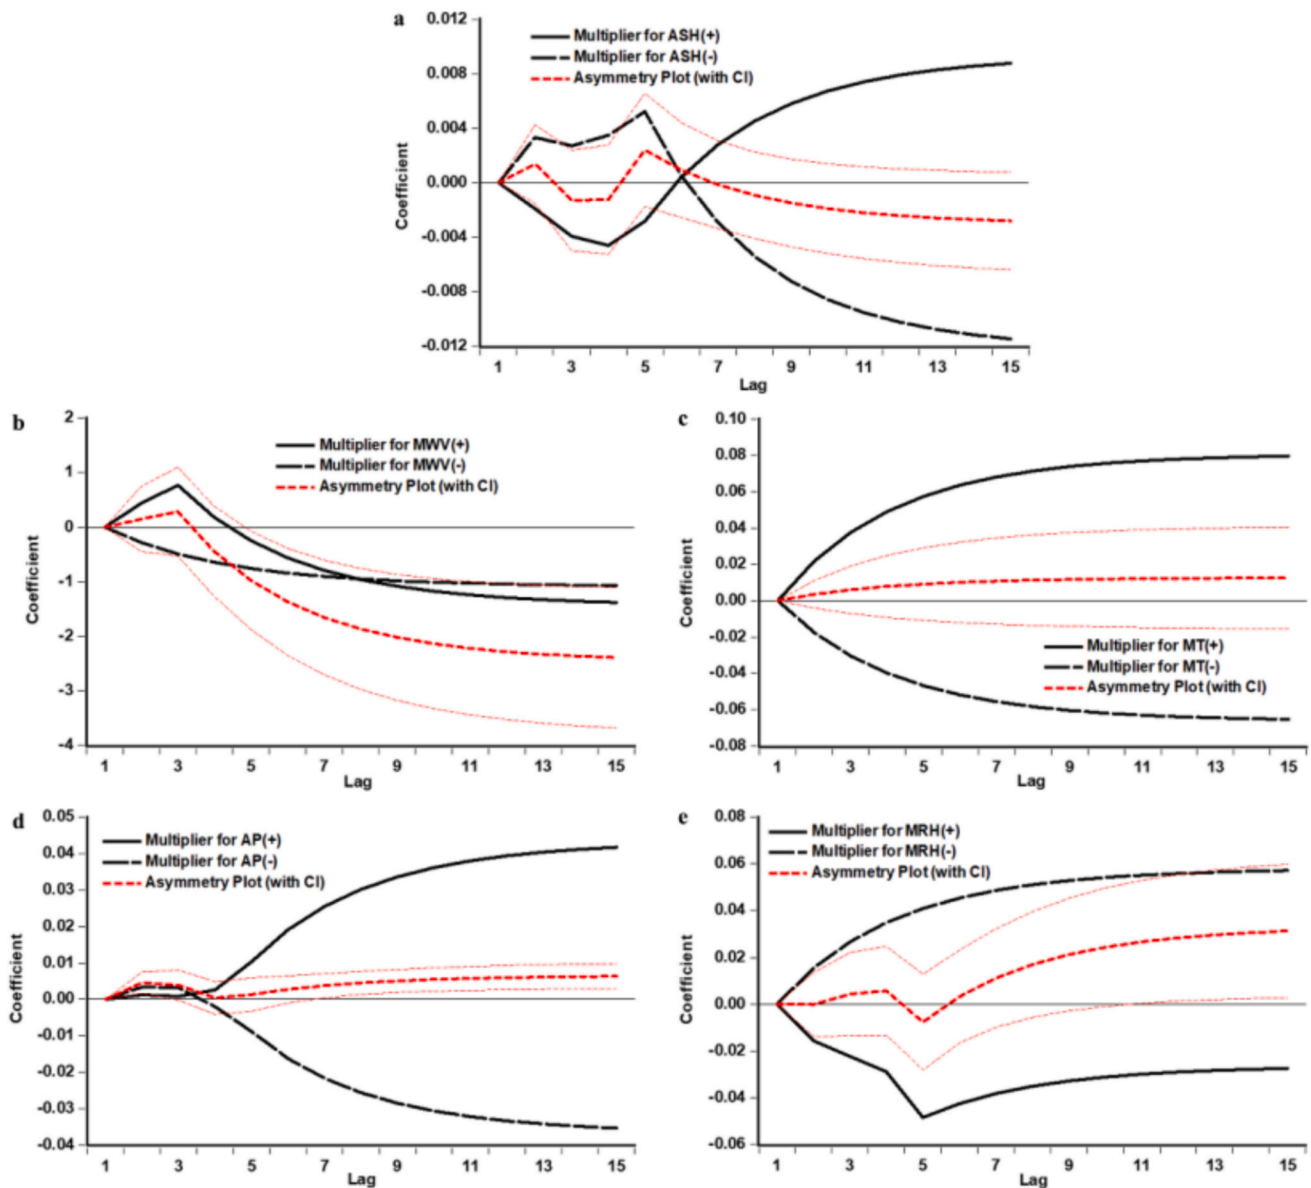 a
0.012
0.008
0.004
0.000
-0.004
-0.008
-0.012
Coefficient
Multiplier for ASH(+)
Multiplier for ASH(-)
Asymmetry Plot (with CI)
1 3 5 7 9 11 13 15
Lag
b
2
1
0
-1
-2
-3
-4
Coefficient
Multiplier for MWV(+)
Multiplier for MWV(-)
Asymmetry Plot (with CI)
1 3 5 7 9 11 13 15
Lag
c
0.10
0.08
0.06
0.04
0.02
0.00
-0.02
-0.04
-0.06
-0.08
Coefficient
Multiplier for MT(+)
Multiplier for MT(-)
Asymmetry Plot (with CI)
1 3 5 7 9 11 13 15
Lag
d
0.05
0.04
0.03
0.02
0.01
0.00
-0.01
-0.02
-0.03
-0.04
Coefficient
Multiplier for AP(+)
Multiplier for AP(-)
Asymmetry Plot (with CI)
1 3 5 7 9 11 13 15
Lag
e
0.08
0.06
0.04
0.02
0.00
-0.02
-0.04
-0.06
Coefficient
Multiplier for MRH(+)
Multiplier for MRH(-)
Asymmetry Plot (with CI)
1 3 5 7 9 11 13 15
Lag